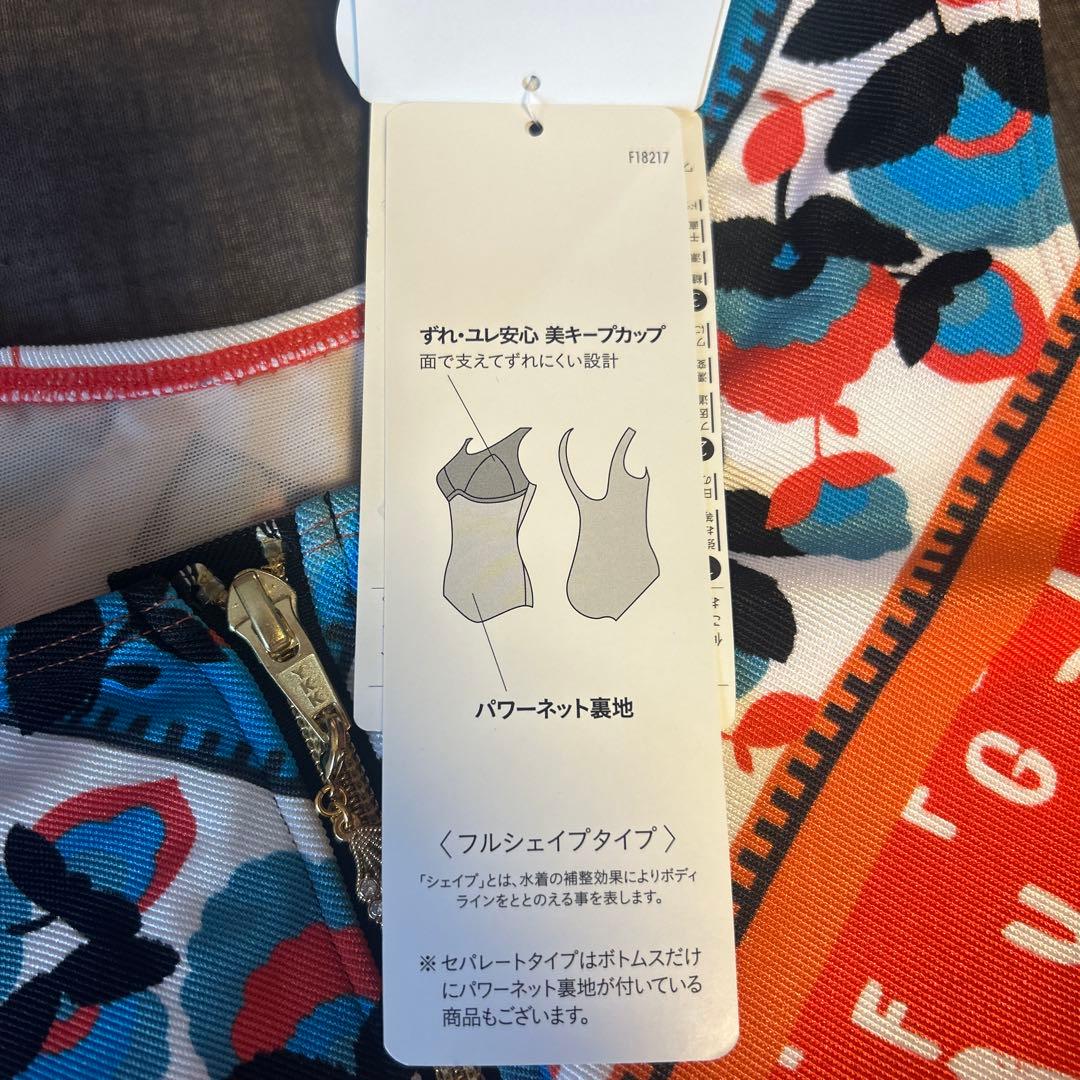 F18217
ずれ・ユレ安心 美キープカップ
面で支えてずれにくい設計
パワーネット裏地
〈 フルシェイプタイプ 〉
「シェイプ」とは、水着の補整効果によりボディ
ラインをととのえる事を表します。
※ セパレートタイプはボトムスだけ
にパワーネット裏地が付いている
商品もございます。